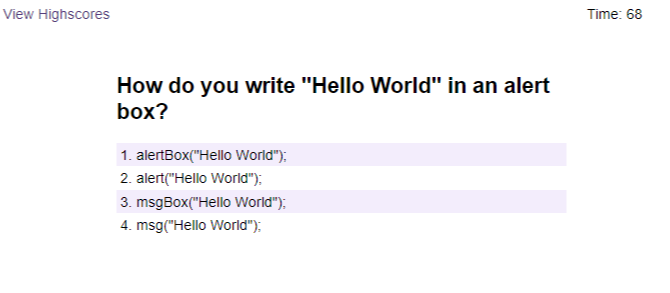 View Highscores
Time: 68
How do you write "Hello World" in an alert
box?
1. alertBox("Hello World");
2. alert("Hello World");
3. msgBox("Hello World");
4. msg("Hello World");